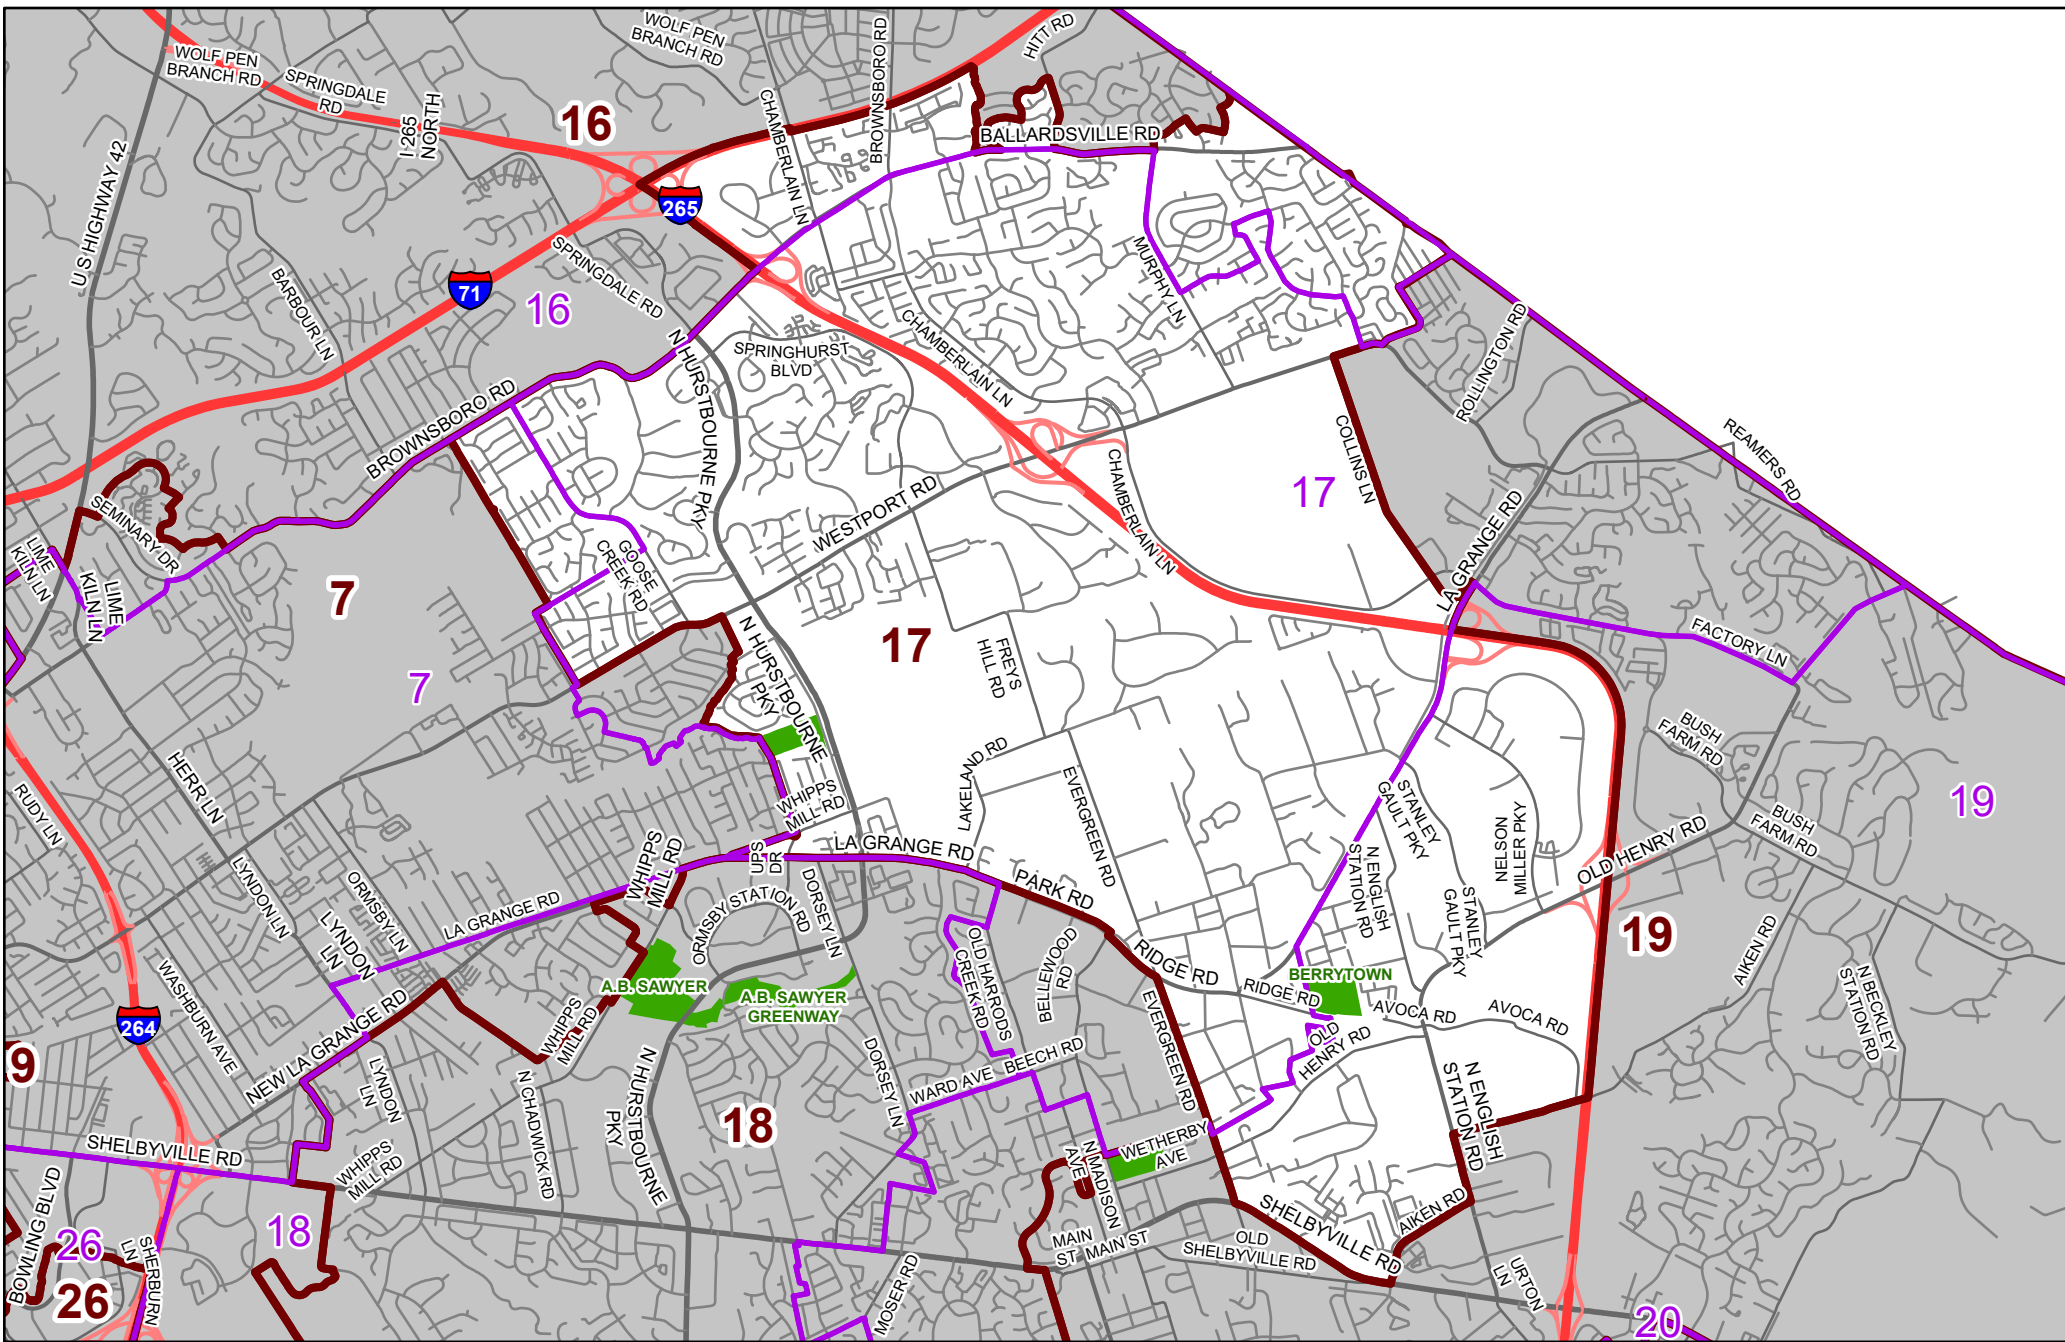 WOLF PEN
BRANCH RD
HITT RD
WOLF PEN
BRANCH RD
SPRINGDALE
RD
I 265
NORTH
16
CHAMBERLAIN LN
BROWNSBORO RD
BALLARDSVILLE RD
U S HIGHWAY 42
265
71
16
SPRINGDALE RD
BARBOUR LN
MURPHY LN
N HURSTBOURNE PKY
SPRINGHURST
BLVD
CHAMBERLAIN LN
ROLLINGTON RD
BROWNSBORO RD
COLLINS LN
REAMERS RD
WESTPORT RD
CHAMBERLAIN LN
17
LA GRANGE RD
SEMINARY DR
LIME
KILN LN
LIME
KILN LN
GOOSE
CREEK RD
7
7
17
N HURSTBOURNE
PKY
FREYS
HILL RD
FACTORY LN
BUSH
FARM RD
BUSH
FARM RD
19
HERR LN
RUDY LN
LAKELAND RD
EVERGREEN RD
WHIPPS
MILL RD
STANLEY
GAULT PKY
NELSON
MILLER PKY
OLD HENRY RD
N ENGLISH
STATION RD
STANLEY
GAULT PKY
LA GRANGE RD
UPS
DR
WHIPPS
MILL RD
PARK RD
LYNDON LN
ORMSBY LN
LYNDON
LN
LA GRANGE RD
ORMSBY STATION RD
DORSEY LN
OLD HARRODS
CREEK RD
BELLEWOOD
RD
RIDGE RD
RIDGE RD
BERRYTOWN
AVOCA RD
AVOCA RD
19
AIKEN RD
N BECKLEY
STATION RD
A.B. SAWYER
A.B. SAWYER
GREENWAY
WASHBURN AVE
264
NEW LA GRANGE RD
WHIPPS
MILL RD
EVERGREEN RD
OLD
HENRY RD
9
LYNDON
LN
N CHADWICK RD
N HURSTBOURNE
PKY
DORSEY LN
WARD AVE
BEECH RD
18
N ENGLISH
STATION RD
SHELBYVILLE RD
WHIPPS
MILL RD
N MADISON
AVE
WETHERBY
AVE
BOWLING BLVD
26
26
SHERBURN
LN
18
MOSER RD
MAIN
ST
MAIN ST
OLD
SHELBYVILLE RD
SHELBYVILLE RD
AIKEN RD
URTON
LN
20